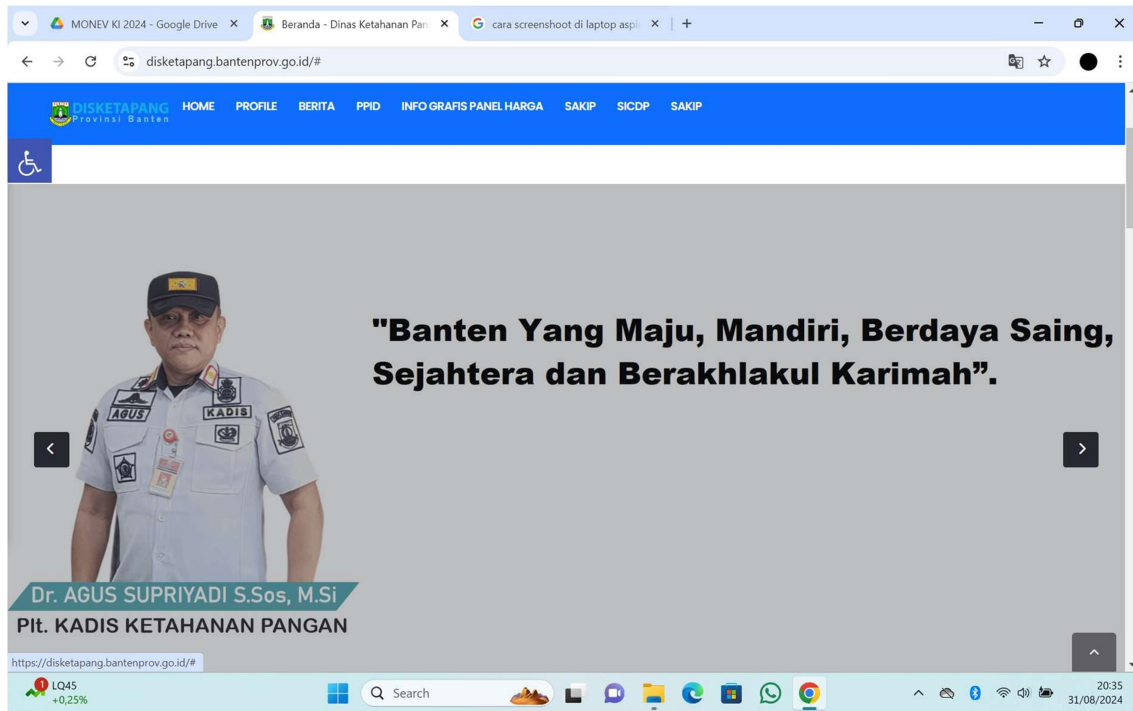 MONEV KI 2024 - Google Drive
Beranda - Dinas Ketahanan Pan
cara screenshoot di laptop aspi
disketapang.bantenprov.go.id/#
DISKETAPANG
Provinsi Banten
HOME PROFILE BERITA PPID INFO GRAFIS PANEL HARGA SAKIP SICDP SAKIP
"Banten Yang Maju, Mandiri, Berdaya Saing,
Sejahtera dan Berakhlakul Karimah”.
AGUS KADIS
Dr. AGUS SUPRIYADI S.Sos, M.Si
Plt. KADIS KETAHANAN PANGAN
https://disketapang.bantenprov.go.id/#
1
LQ45
+0,25%
Search
20:35
31/08/2024